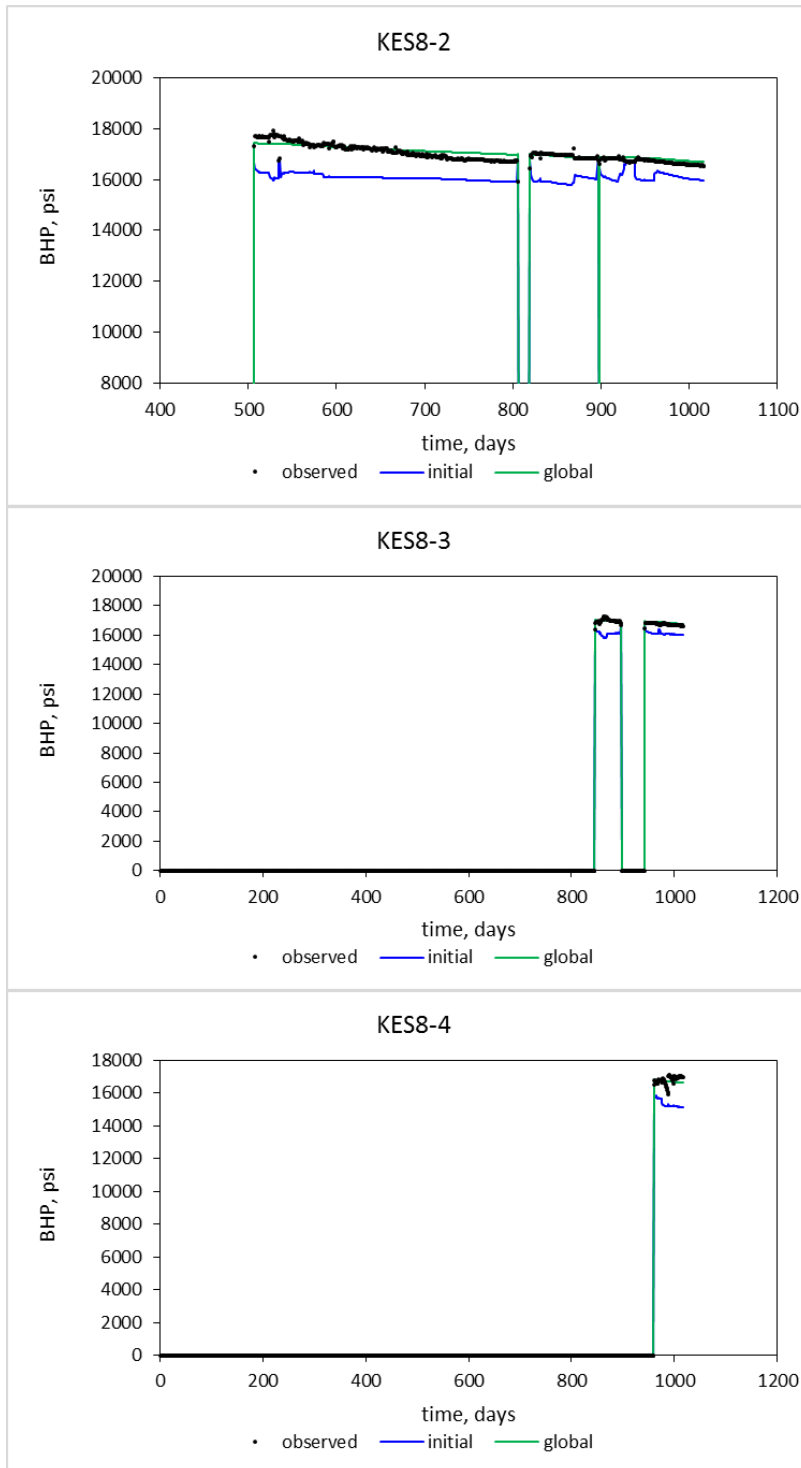 KES8-2
20000
18000
16000
14000
12000
10000
8000
BHP, psi
400 500 600 700 800 900 1000 1100
time, days
observed initial global
KES8-3
20000
18000
16000
14000
12000
10000
8000
6000
4000
2000
0
BHP, psi
0 200 400 600 800 1000 1200
time, days
observed initial global
KES8-4
18000
16000
14000
12000
10000
8000
6000
4000
2000
0
BHP, psi
0 200 400 600 800 1000 1200
time, days
observed initial global